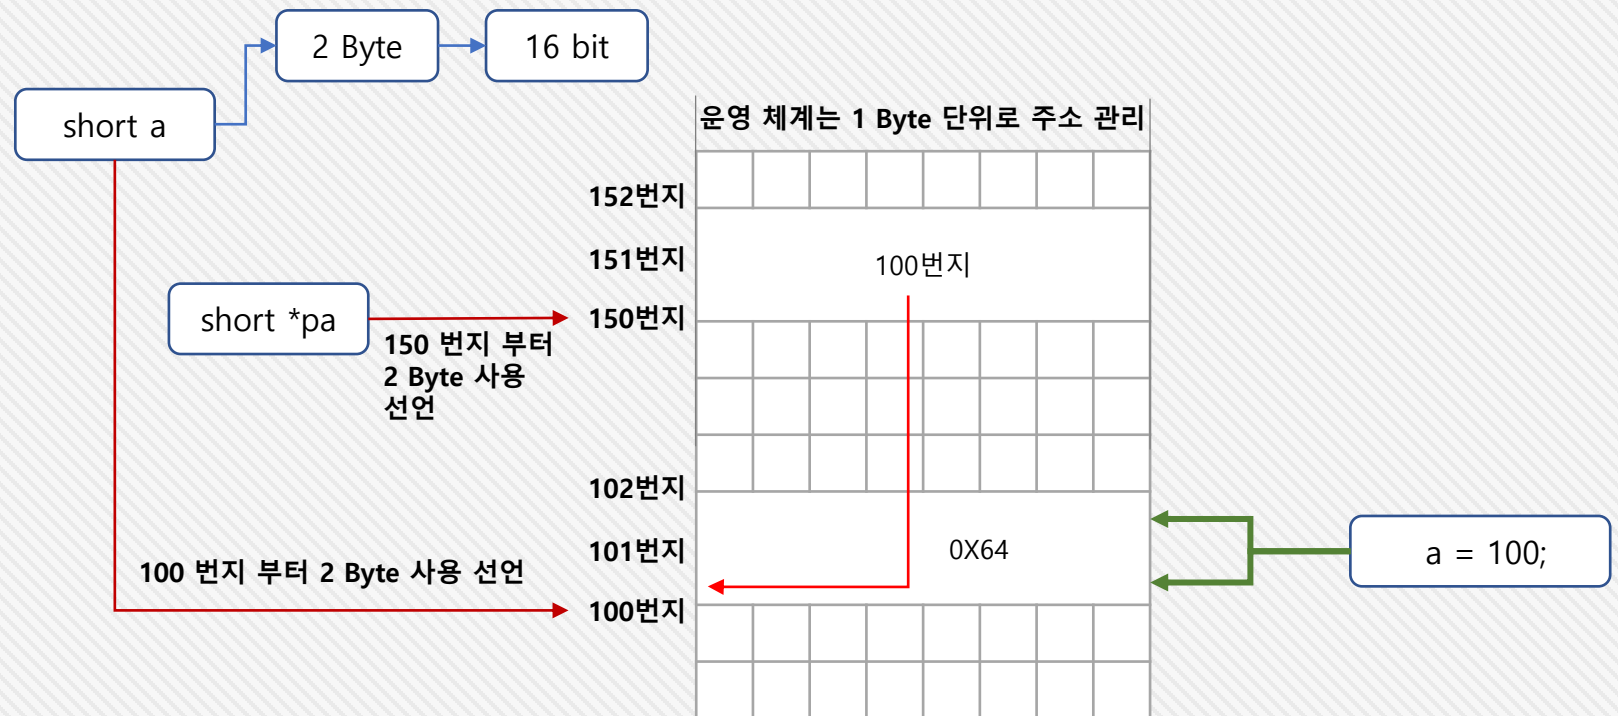 2 Byte
16 bit
short a
운영 체계는 1 Byte 단위로 주소 관리
152번지
151번지
100번지
150번지
short *pa
150 번지 부터
2 Byte 사용
선언
102번지
101번지
0X64
a = 100;
100 번지 부터 2 Byte 사용 선언
100번지